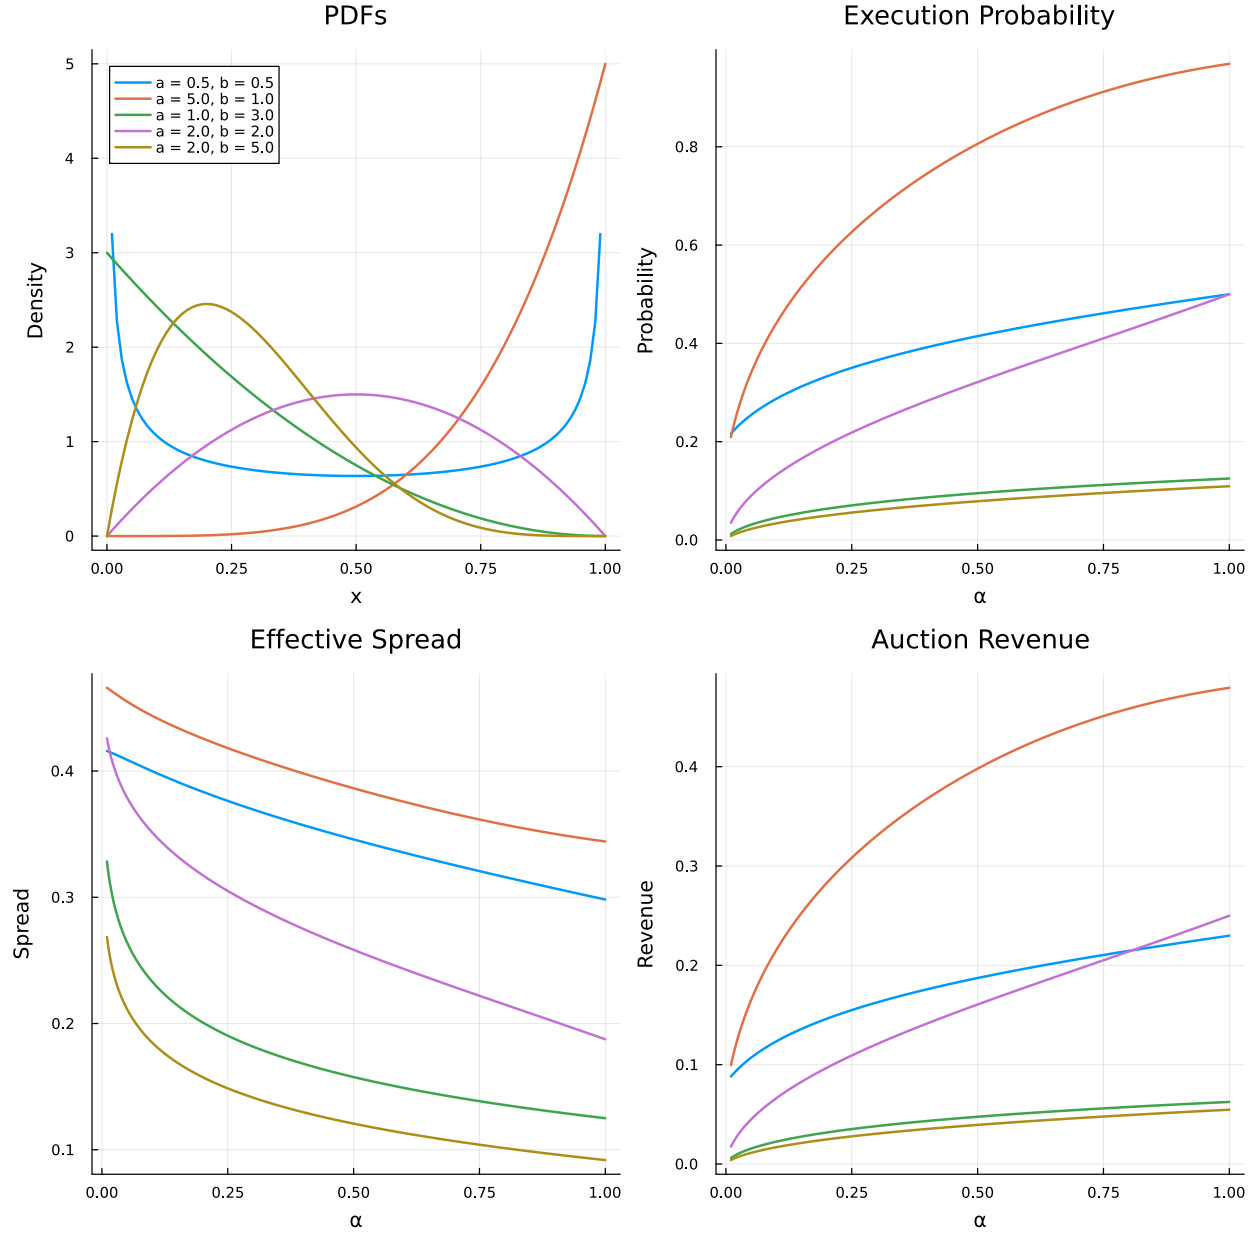 PDFs
Density
5
4
3
2
1
0
a = 0.5, b = 0.5
a = 5.0, b = 1.0
a = 1.0, b = 3.0
a = 2.0, b = 2.0
a = 2.0, b = 5.0
0.00 0.25 0.50 0.75 1.00
x
Execution Probability
Probability
0.8
0.6
0.4
0.2
0.0
0.00 0.25 0.50 0.75 1.00
α
Effective Spread
Spread
0.4
0.3
0.2
0.1
0.00 0.25 0.50 0.75 1.00
α
Auction Revenue
Revenue
0.4
0.3
0.2
0.1
0.0
0.00 0.25 0.50 0.75 1.00
α